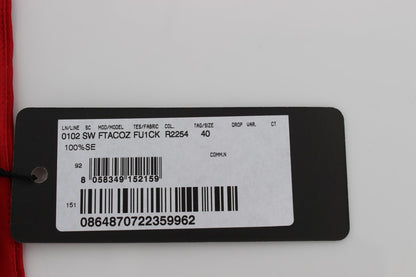 LN/LINE SC MOD/MODEL TES/FABRIC COL. TAG/SIZE DROP VAR. CT
0102 SW FTACOZ FU1CK R2254 40
100%SE
COMM.N
92
8 058349 152159
151
0864870722359962